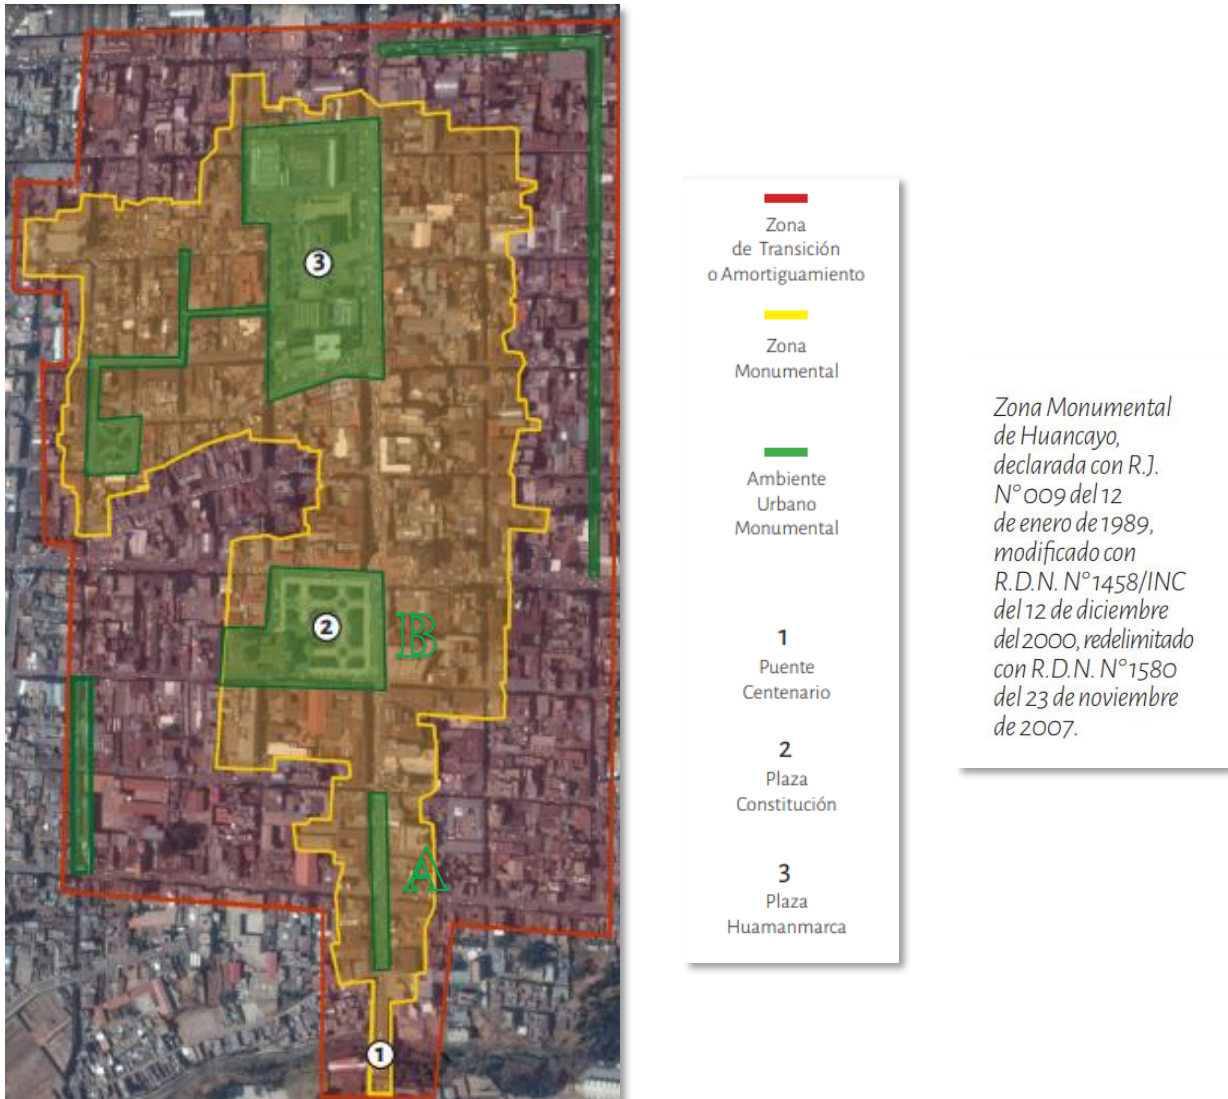 3
2
B
A
1
Zona
de Transición
o Amortiguamiento
Zona
Monumental
Ambiente
Urbano
Monumental
1
Puente
Centenario
2
Plaza
Constitución
3
Plaza
Huamanmarca
Zona Monumental
de Huancayo,
declarada con R.J.
N° 009 del 12
de enero de 1989,
modificado con
R.D.N. N°1458/INC
del 12 de diciembre
del 2000, redelimitado
con R.D.N. N°1580
del 23 de noviembre
de 2007.